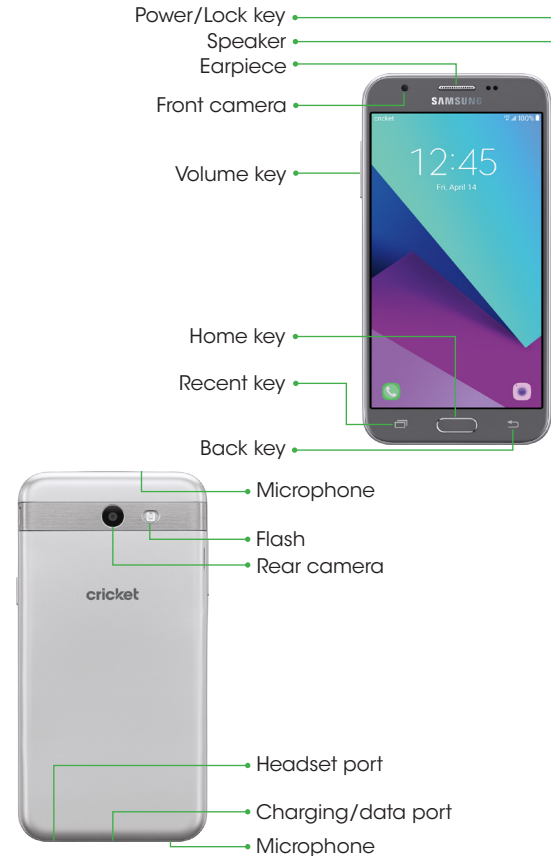 Power/Lock key
Speaker
Earpiece
Front camera
SAMSUNG
cricket
100%
12:45
Fri, April 14
Volume key
Home key
Recent key
Back key
Microphone
Flash
Rear camera
cricket
Headset port
Charging/data port
Microphone